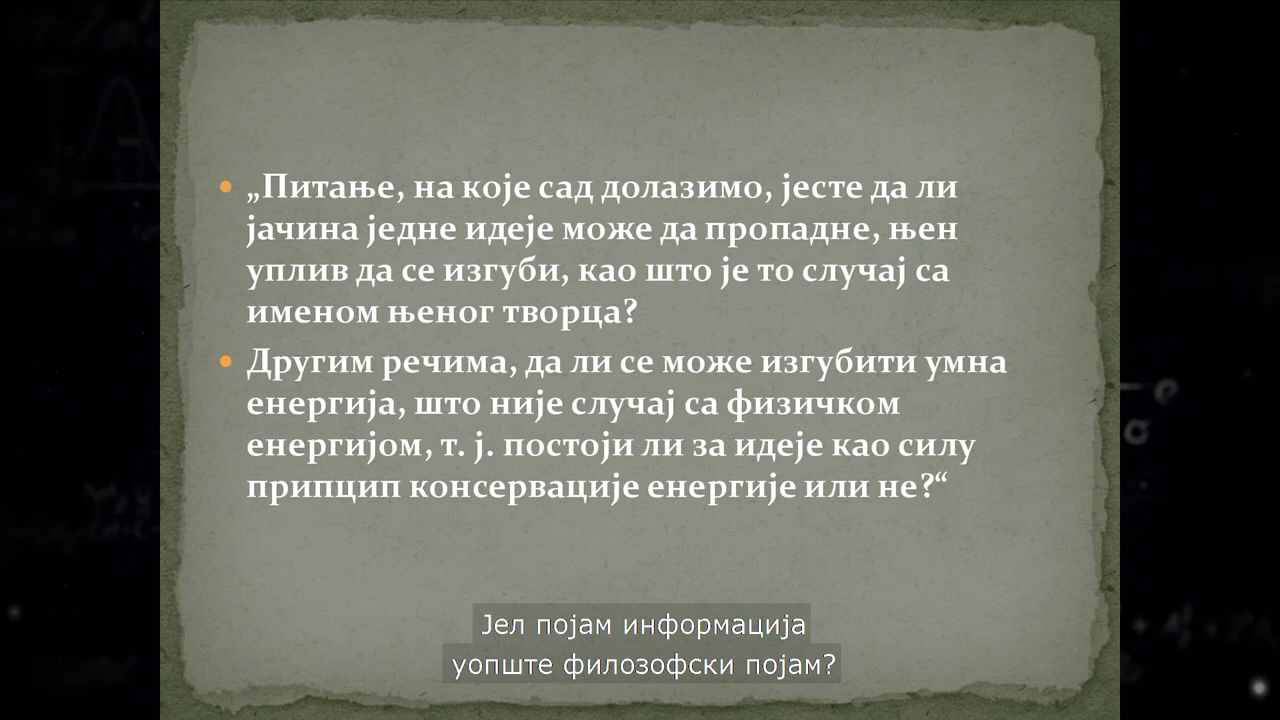 „Питање, на које сад долазимо, јесте да ли
јачина једне идеје може да пропадне, њен
уплив да се изгуби, као што је то случај са
именом њеног творца?
Другим речима, да ли се може изгубити умна
енергија, што није случај са физичком
енергијом, т. ј. постоји ли за идеје као силу
припцип консервације енергије или не?“
Јел појам информација
уопште филозофски појам?